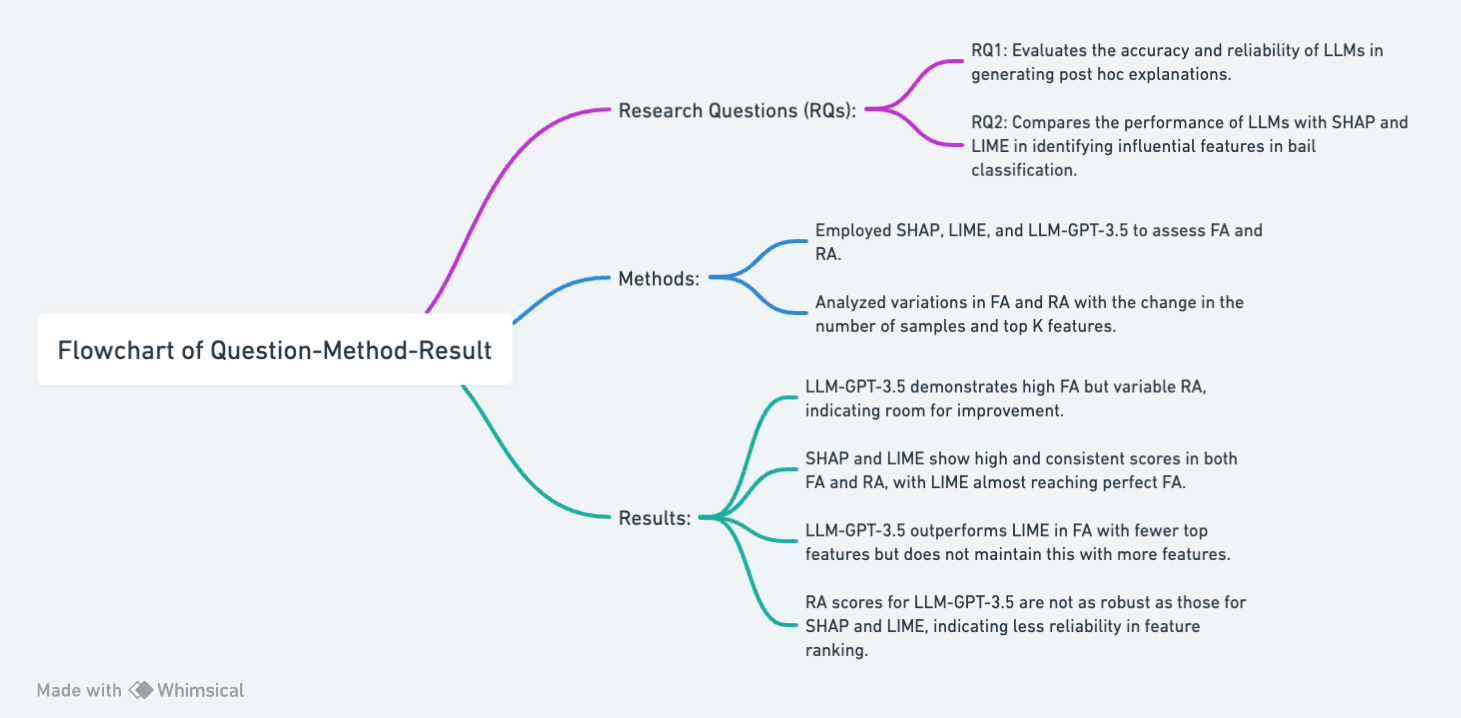 RQ1: Evaluates the accuracy and reliability of LLMs in
generating post hoc explanations.
Research Questions (RQs):
RQ2: Compares the performance of LLMs with SHAP and
LIME in identifying influential features in bail
classification.
Employed SHAP, LIME, and LLM-GPT-3.5 to assess FA and
RA.
Methods:
Analyzed variations in FA and RA with the change in the
number of samples and top K features.
Flowchart of Question-Method-Result
LLM-GPT-3.5 demonstrates high FA but variable RA,
indicating room for improvement.
SHAP and LIME show high and consistent scores in both
FA and RA, with LIME almost reaching perfect FA.
Results:
LLM-GPT-3.5 outperforms LIME in FA with fewer top
features but does not maintain this with more features.
RA scores for LLM-GPT-3.5 are not as robust as those for
SHAP and LIME, indicating less reliability in feature
ranking.
Made with Whimsical